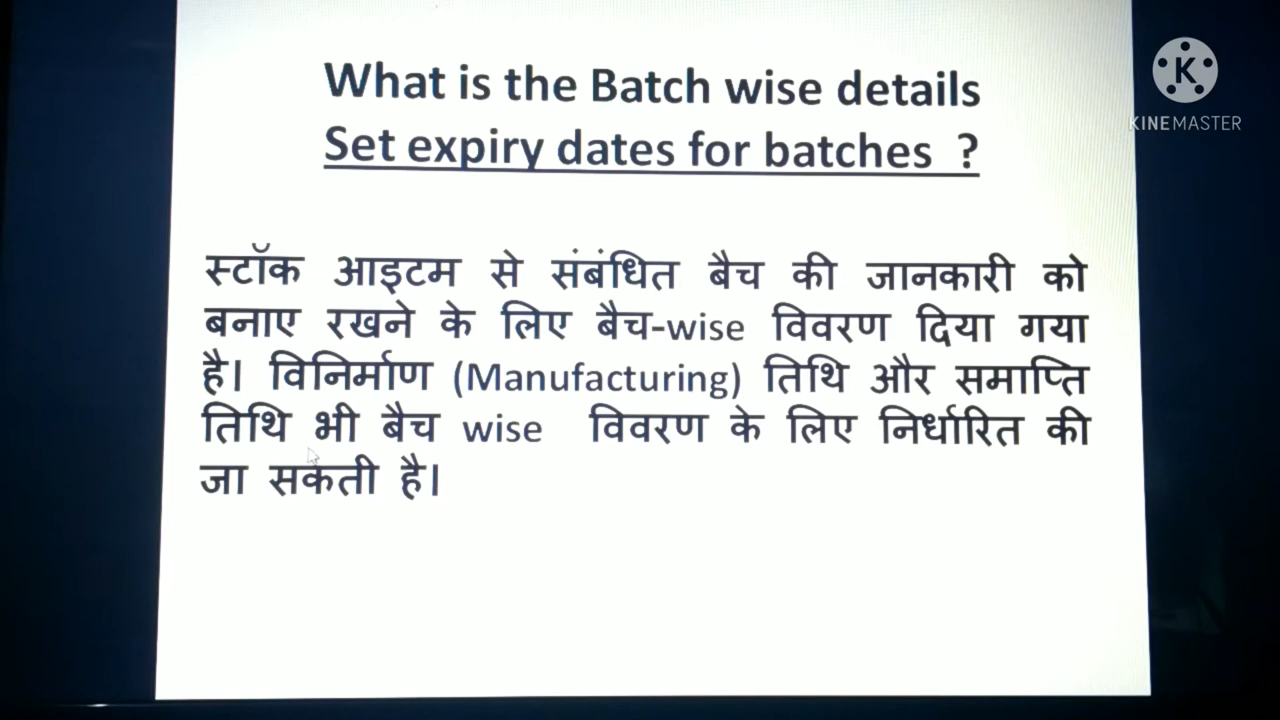 What is the Batch wise details
Set expiry dates for batches ?
स्टॉक आइटम से संबंधित बैच की जानकारी को
बनाए रखने के लिए बैच-wise विवरण दिया गया
है। विनिर्माण (Manufacturing) तिथि और समाप्ति
तिथि भी बैच wise विवरण के लिए निर्धारित की
जा सकती है।
K
KINEMASTER